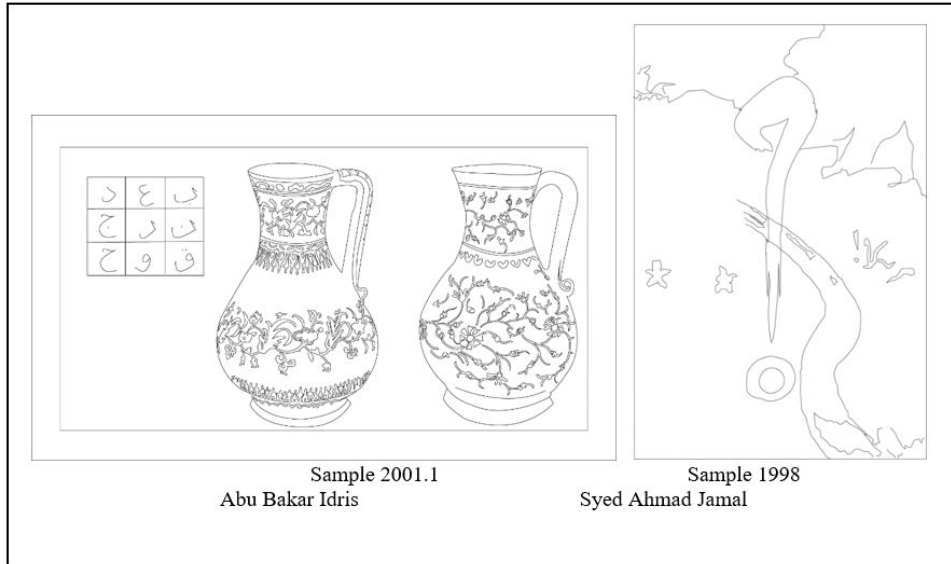 ب ع د
ن ر ج
ق و ح
Sample 2001.1 Sample 1998
Abu Bakar Idris Syed Ahmad Jamal